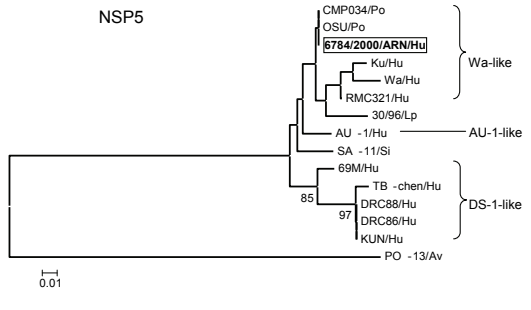 NSP5
CMP034/Po
OSU/Po
6784/2000/ARN/Hu
Ku/Hu
Wa/Hu
RMC321/Hu
30/96/Lp
Wa-like
AU -1/Hu
AU-1-like
SA -11/Si
69M/Hu
85
TB -chen/Hu
DRC88/Hu
97
DRC86/Hu
KUN/Hu
DS-1-like
PO -13/Av
0.01